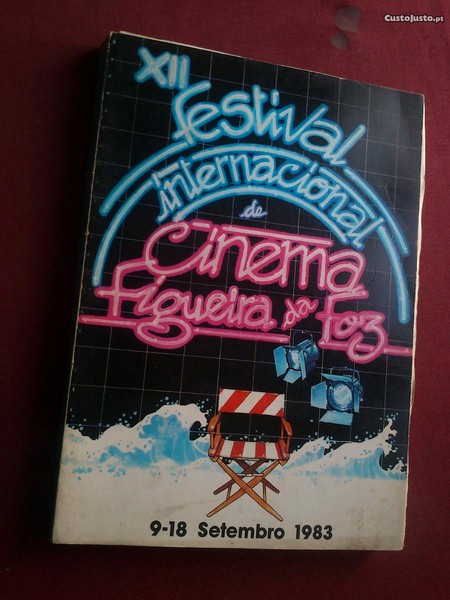 CustoJusto.pt
XII
festival
internacional
de
Cinema
Figueira da Foz
9-18 Setembro 1983